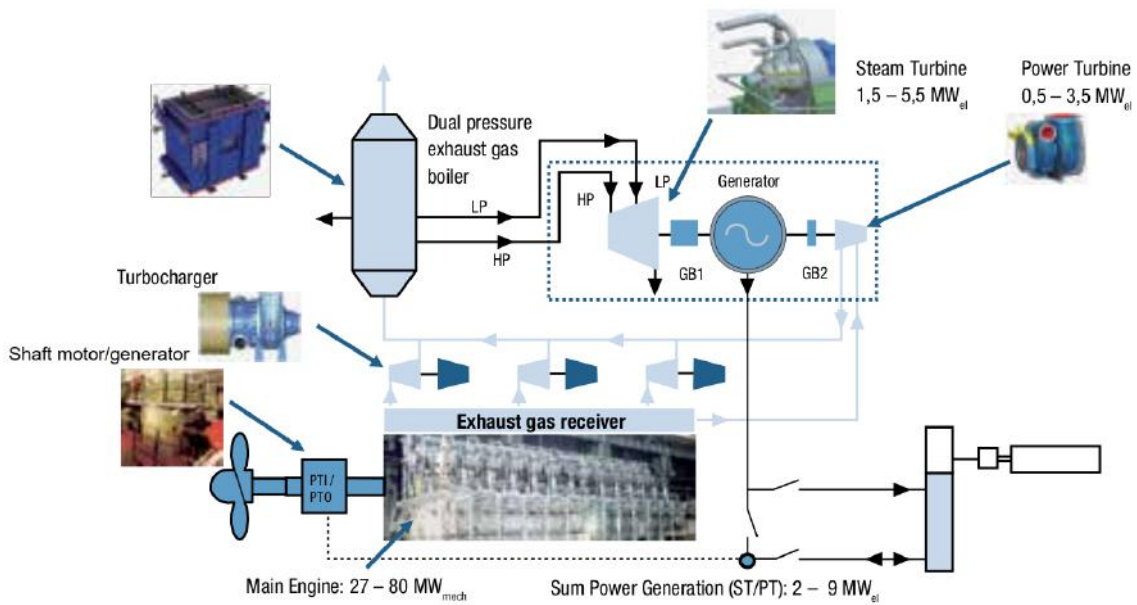 Steam Turbine
1,5 – 5,5 MWel
Power Turbine
0,5 – 3,5 MWel
Dual pressure
exhaust gas
boiler
LP
HP
HP
LP
Generator
GB1
GB2
Turbocharger
Shaft motor/generator
Exhaust gas receiver
PTI/
PTO
Main Engine: 27 – 80 MWmech
Sum Power Generation (ST/PT): 2 – 9 MWel